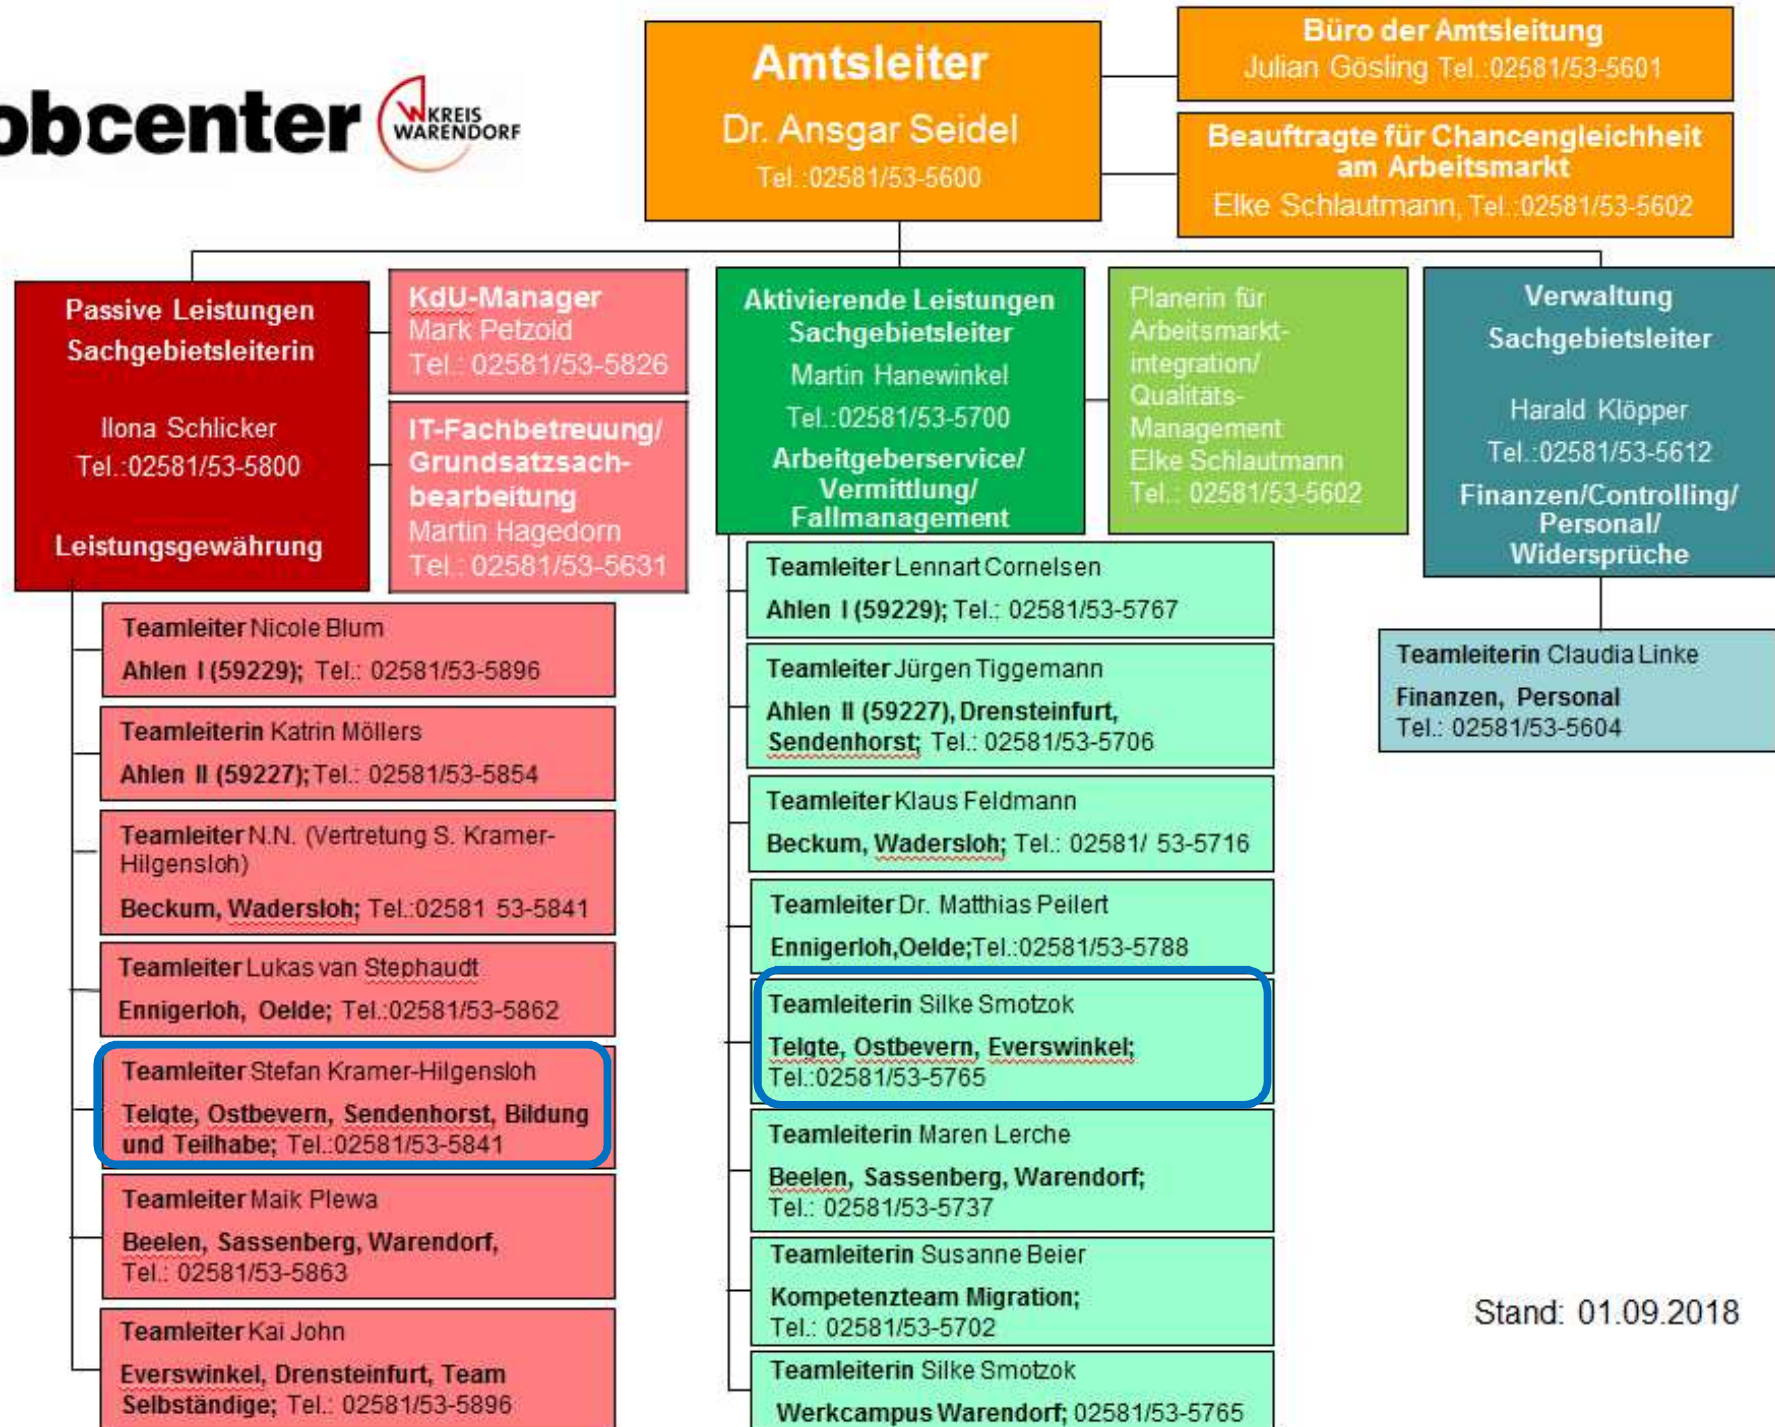 obcenter
KREIS
WARENDORF
Amtsleiter
Dr. Ansgar Seidel
Tel.:02581/53-5600
Büro der Amtsleitung
Julian Gösling Tel.:02581/53-5601
Beauftragte für Chancengleichheit
am Arbeitsmarkt
Elke Schlautmann, Tel.:02581/53-5602
Passive Leistungen
Sachgebietsleiterin
Ilona Schlicker
Tel.:02581/53-5800
Leistungsgewährung
KdU-Manager
Mark Petzold
Tel.: 02581/53-5826
IT-Fachbetreuung/
Grundsatzsach-
bearbeitung
Martin Hagedorn
Tel.: 02581/53-5631
Aktivierende Leistungen
Sachgebietsleiter
Martin Hanewinkel
Tel.:02581/53-5700
Arbeitgeberservice/
Vermittlung/
Fallmanagement
Planerin für
Arbeitsmarkt-
integration/
Qualitäts-
Management
Elke Schlautmann
Tel.: 02581/53-5602
Verwaltung
Sachgebietsleiter
Harald Klöpper
Tel.:02581/53-5612
Finanzen/Controlling/
Personal/
Widersprüche
Teamleiter Nicole Blum
Ahlen I (59229); Tel.: 02581/53-5896
Teamleiterin Katrin Möllers
Ahlen II (59227); Tel.: 02581/53-5854
Teamleiter N.N. (Vertretung S. Kramer-
Hilgensloh)
Beckum, Wadersloh; Tel.:02581 53-5841
Teamleiter Lukas van Stephaudt
Ennigerloh, Oelde; Tel.:02581/53-5862
Teamleiter Stefan Kramer-Hilgensloh
Telgte, Ostbevern, Sendenhorst, Bildung
und Teilhabe; Tel.:02581/53-5841
Teamleiter Maik Plewa
Beelen, Sassenberg, Warendorf,
Tel.: 02581/53-5863
Teamleiter Kai John
Everswinkel, Drensteinfurt, Team
Selbständige; Tel.: 02581/53-5896
Teamleiter Lennart Cornelsen
Ahlen I (59229); Tel.: 02581/53-5767
Teamleiter Jürgen Tiggemann
Ahlen II (59227), Drensteinfurt,
Sendenhorst; Tel.: 02581/53-5706
Teamleiter Klaus Feldmann
Beckum, Wadersloh; Tel.: 02581/ 53-5716
Teamleiter Dr. Matthias Peilert
Ennigerloh,Oelde;Tel.:02581/53-5788
Teamleiterin Silke Smotzok
Telgte, Ostbevern, Everswinkel;
Tel.:02581/53-5765
Teamleiterin Maren Lerche
Beelen, Sassenberg, Warendorf;
Tel.: 02581/53-5737
Teamleiterin Susanne Beier
Kompetenzteam Migration;
Tel.: 02581/53-5702
Teamleiterin Silke Smotzok
Werkcampus Warendorf; 02581/53-5765
Teamleiterin Claudia Linke
Finanzen, Personal
Tel.: 02581/53-5604
Stand: 01.09.2018